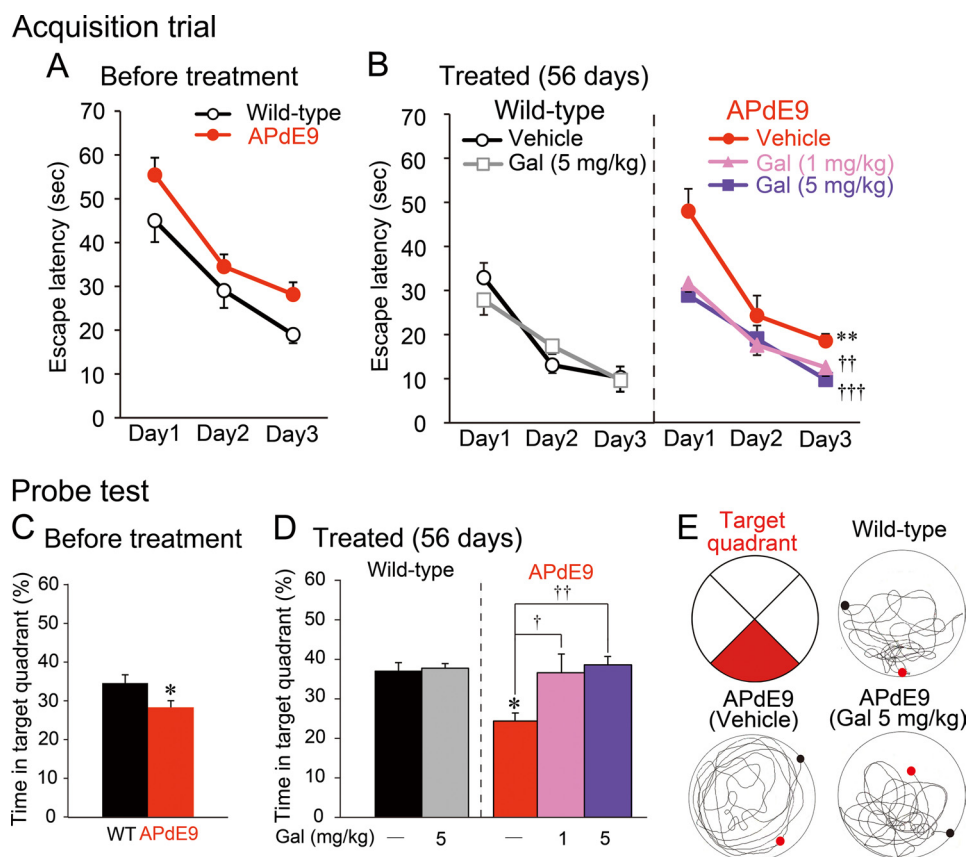 Acquisition trial
A Before treatment
Escape latency (sec)
70
60
50
40
30
20
10
0
Wild-type
APdE9
Day1 Day2 Day3
B Treated (56 days)
Wild-type
Vehicle
Gal (5 mg/kg)
APdE9
Vehicle
Gal (1 mg/kg)
Gal (5 mg/kg)
Escape latency (sec)
70
60
50
40
30
20
10
0
**
††
†††
Day1 Day2 Day3 Day1 Day2 Day3
Probe test
C Before treatment
Time in target quadrant (%)
60
50
40
30
20
10
0
*
WT APdE9
D Treated (56 days)
Wild-type APdE9
Time in target quadrant (%)
60
50
40
30
20
10
0
††
†
*
Gal (mg/kg) — 5 — 1 5
E Target
quadrant
Wild-type
APdE9
(Vehicle)
APdE9
(Gal 5 mg/kg)